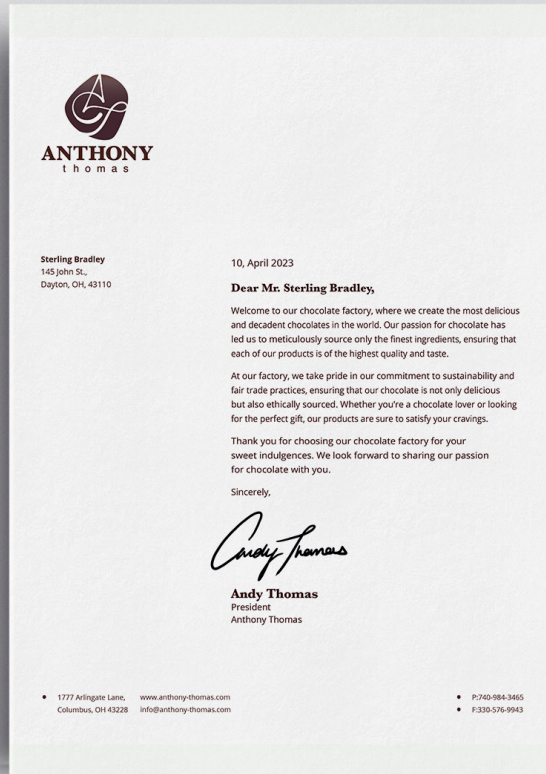 ANTHONY
thomas
Sterling Bradley
145 John St.,
Dayton, OH, 43110
10, April 2023
Dear Mr. Sterling Bradley,
Welcome to our chocolate factory, where we create the most delicious
and decadent chocolates in the world. Our passion for chocolate has
led us to meticulously source only the finest ingredients, ensuring that
each of our products is of the highest quality and taste.
At our factory, we take pride in our commitment to sustainability and
fair trade practices, ensuring that our chocolate is not only delicious
but also ethically sourced. Whether you're a chocolate lover or looking
for the perfect gift, our products are sure to satisfy your cravings.
Thank you for choosing our chocolate factory for your
sweet indulgences. We look forward to sharing our passion
for chocolate with you.
Sincerely,
Candy Thomas
Andy Thomas
President
Anthony Thomas
1777 Arlingate Lane,
Columbus, OH 43228
www.anthony-thomas.com
info@anthony-thomas.com
P:740-984-3465
F:330-576-9943